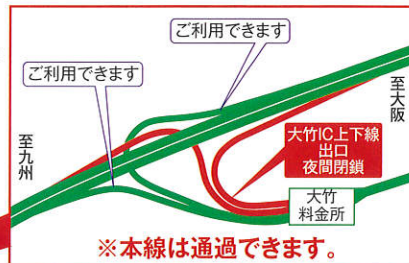 ご利用できます
ご利用できます
至大阪
至九州
大竹IC上下線
出口
夜間閉鎖
大竹
料金所
※本線は通過できます。